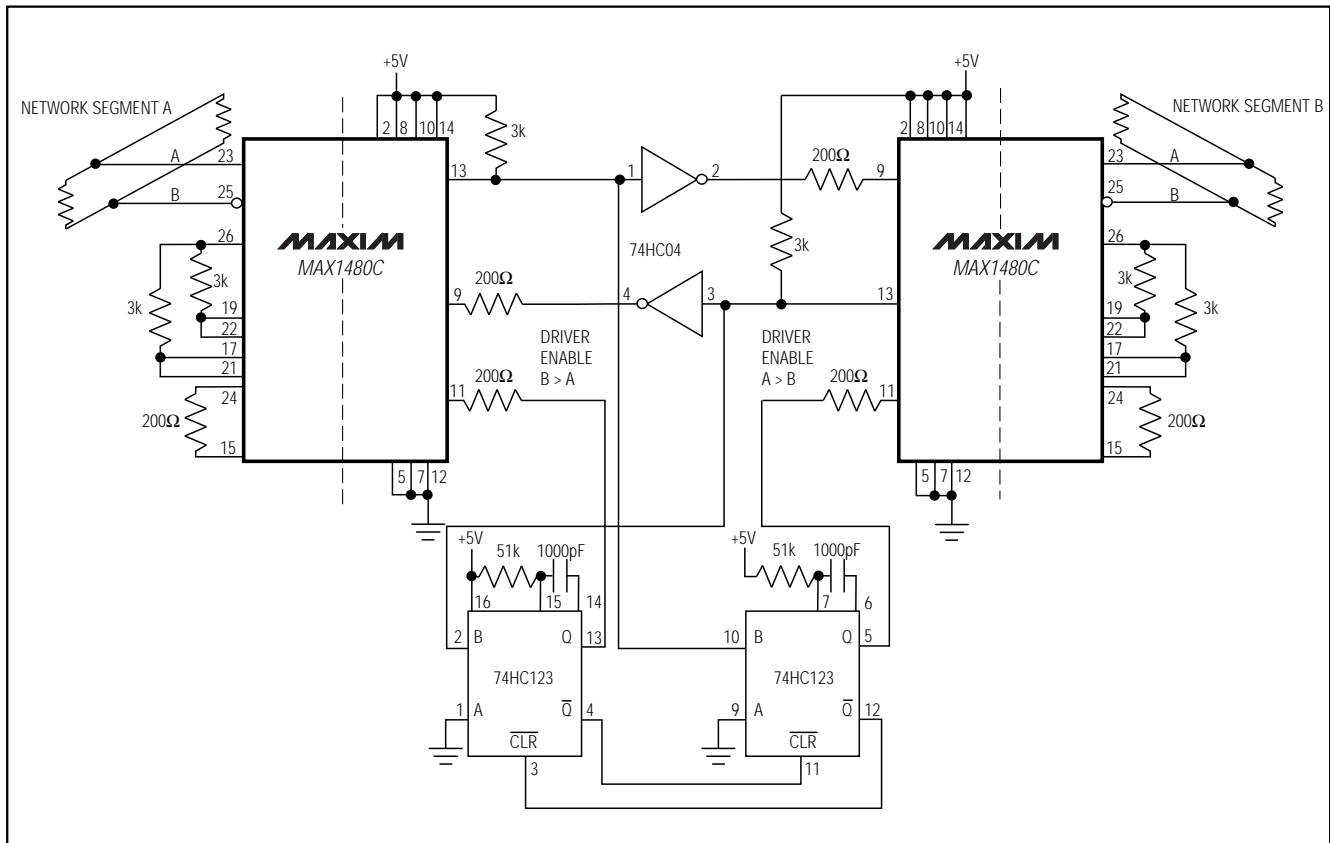 +5V
+5V
NETWORK SEGMENT A
NETWORK SEGMENT B
2 8 10 14
3k
2 8 10 14
A
23
13
1
2
200Ω
9
23
A
B
25
25
B
26
MAXIM
MAX1480C
3k
74HC04
MAXIM
MAX1480C
26
3k
3k
3k
3k
19
22
17
21
9
200Ω
4
3
13
19
22
17
21
DRIVER
ENABLE
B > A
DRIVER
ENABLE
A > B
24
200Ω
15
11
200Ω
200Ω
11
24
200Ω
15
5 7 12
5 7 12
+5V
51k
1000pF
16
15
14
+5V
51k
1000pF
7
6
2
B
Q
13
10
B
Q
5
74HC123
74HC123
1
A
Q
4
9
A
Q
12
CLR
3
CLR
11